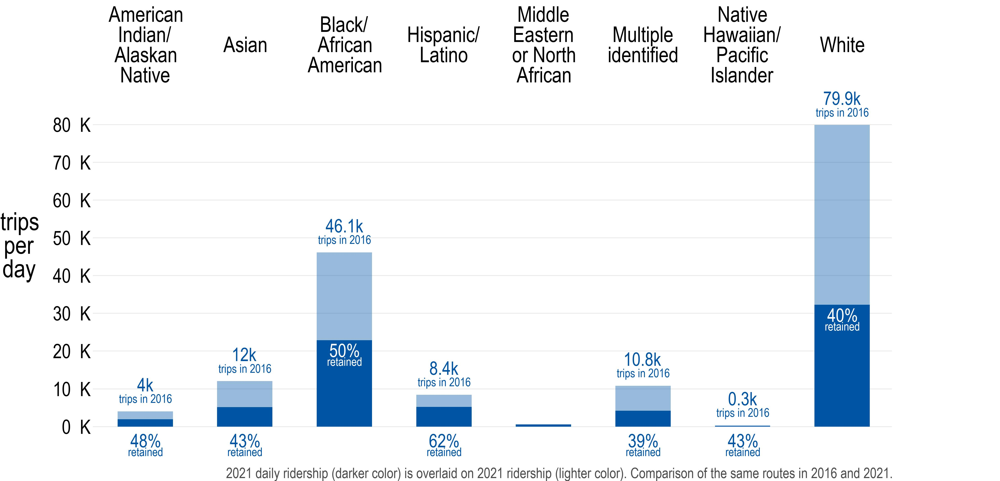 American
Indian/
Alaskan
Native
Asian
Black/
African
American
Hispanic/
Latino
Middle
Eastern
or North
African
Multiple
identified
Native
Hawaiian/
Pacific
Islander
White
trips
per
day
80 K
70 K
60 K
50 K
40 K
30 K
20 K
10 K
0 K
4k
trips in 2016
48%
retained
12k
trips in 2016
43%
retained
46.1k
trips in 2016
50%
retained
8.4k
trips in 2016
62%
retained
10.8k
trips in 2016
39%
retained
0.3k
trips in 2016
43%
retained
79.9k
trips in 2016
40%
retained
2021 daily ridership (darker color) is overlaid on 2021 ridership (lighter color). Comparison of the same routes in 2016 and 2021.